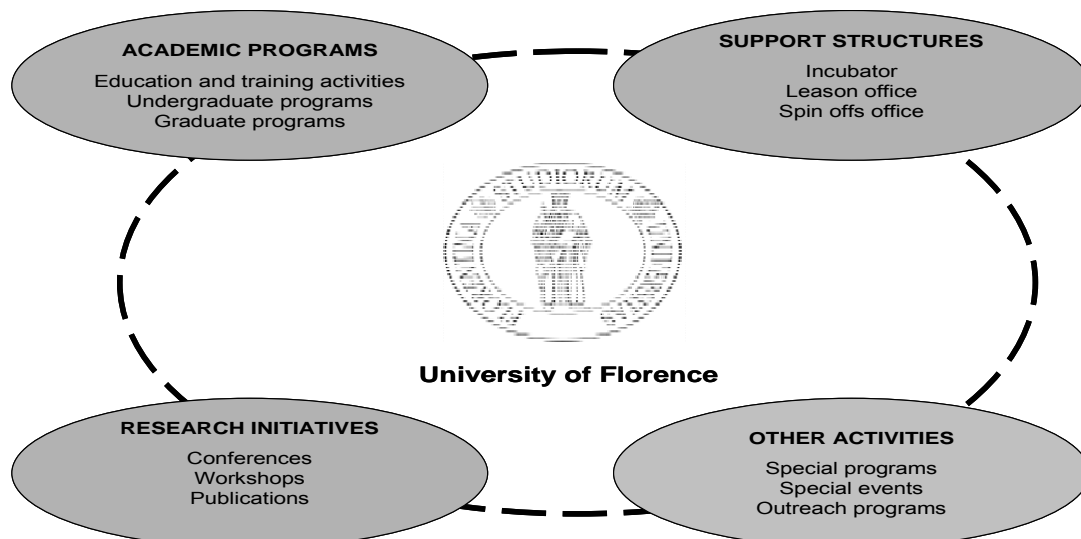 ACADEMIC PROGRAMS
Education and training activities
Undergraduate programs
Graduate programs
SUPPORT STRUCTURES
Incubator
Leason office
Spin offs office
STUDIORUM
University of Florence
RESEARCH INITIATIVES
Conferences
Workshops
Publications
OTHER ACTIVITIES
Special programs
Special events
Outreach programs